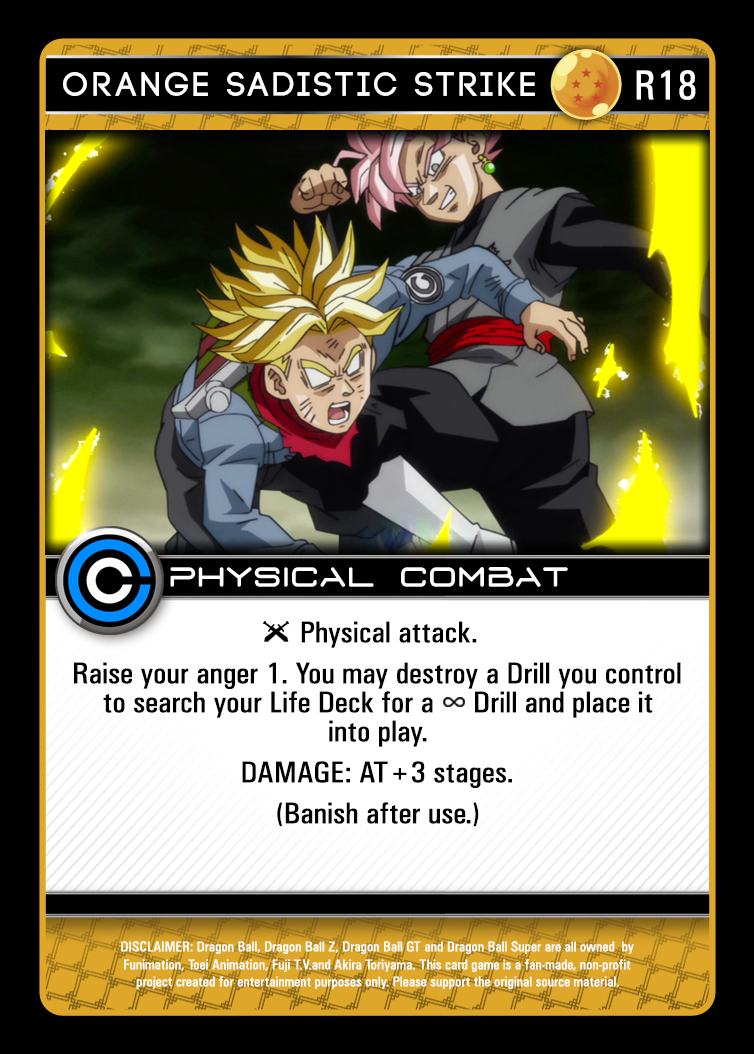 ORANGE SADISTIC STRIKE R18
PHYSICAL COMBAT
Physical attack.
Raise your anger 1. You may destroy a Drill you control
to search your Life Deck for a ∞ Drill and place it
into play.
DAMAGE: AT+3 stages.
(Banish after use.)
DISCLAIMER: Dragon Ball, Dragon Ball Z, Dragon Ball GT and Dragon Ball Super are all owned by
Funimation, Toei Animation, Fuji T.V.and Akira Toriyama. This card game is a fan-made, non-profit
project created for entertainment purposes only. Please support the original source material.